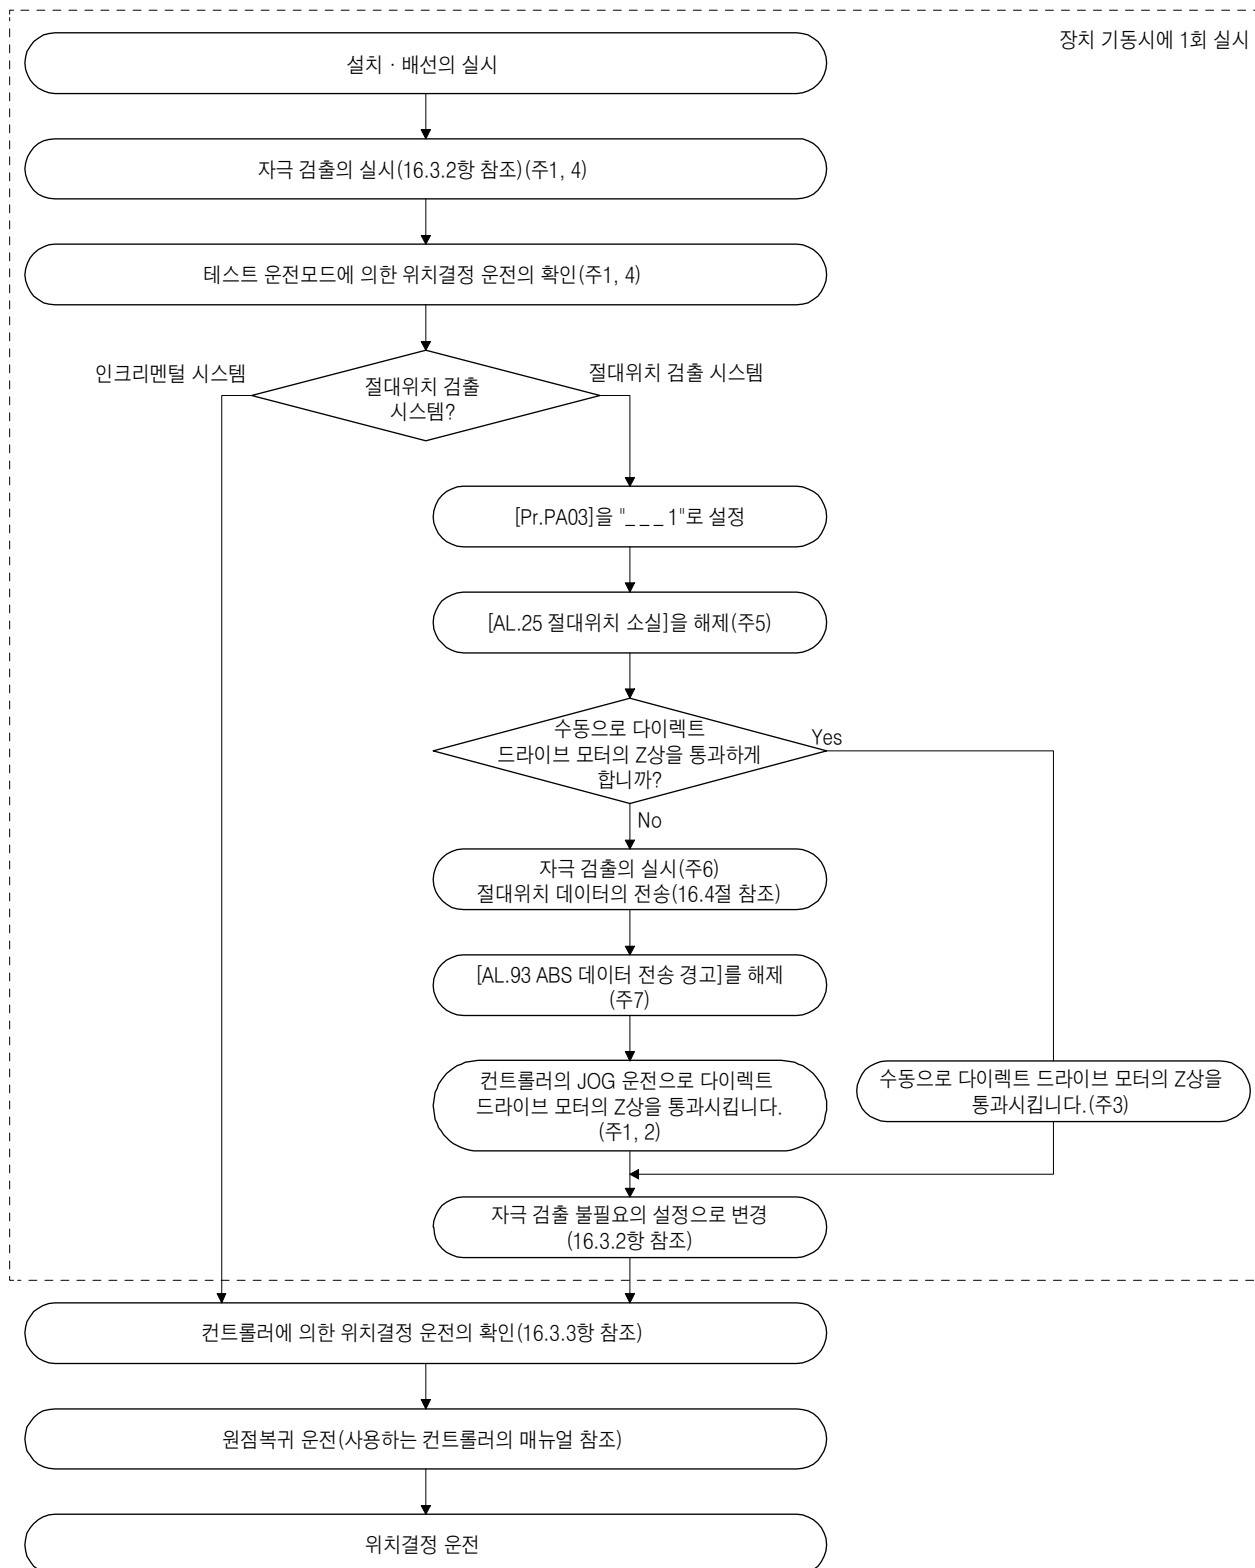 장치 기동시에 1회 실시
설치 · 배선의 실시
자극 검출의 실시(16.3.2항 참조)(주1, 4)
테스트 운전모드에 의한 위치결정 운전의 확인(주1, 4)
인크리멘털 시스템
절대위치 검출 시스템
절대위치 검출
시스템?
[Pr.PA03]을 "_ _ _ 1"로 설정
[AL.25 절대위치 소실]을 해제(주5)
수동으로 다이렉트
드라이브 모터의 Z상을 통과하게
합니까?
Yes
No
자극 검출의 실시(주6)
절대위치 데이터의 전송(16.4절 참조)
[AL.93 ABS 데이터 전송 경고]를 해제
(주7)
컨트롤러의 JOG 운전으로 다이렉트
드라이브 모터의 Z상을 통과시킵니다.
(주1, 2)
수동으로 다이렉트 드라이브 모터의 Z상을
통과시킵니다.(주3)
자극 검출 불필요의 설정으로 변경
(16.3.2항 참조)
컨트롤러에 의한 위치결정 운전의 확인(16.3.3항 참조)
원점복귀 운전(사용하는 컨트롤러의 매뉴얼 참조)
위치결정 운전